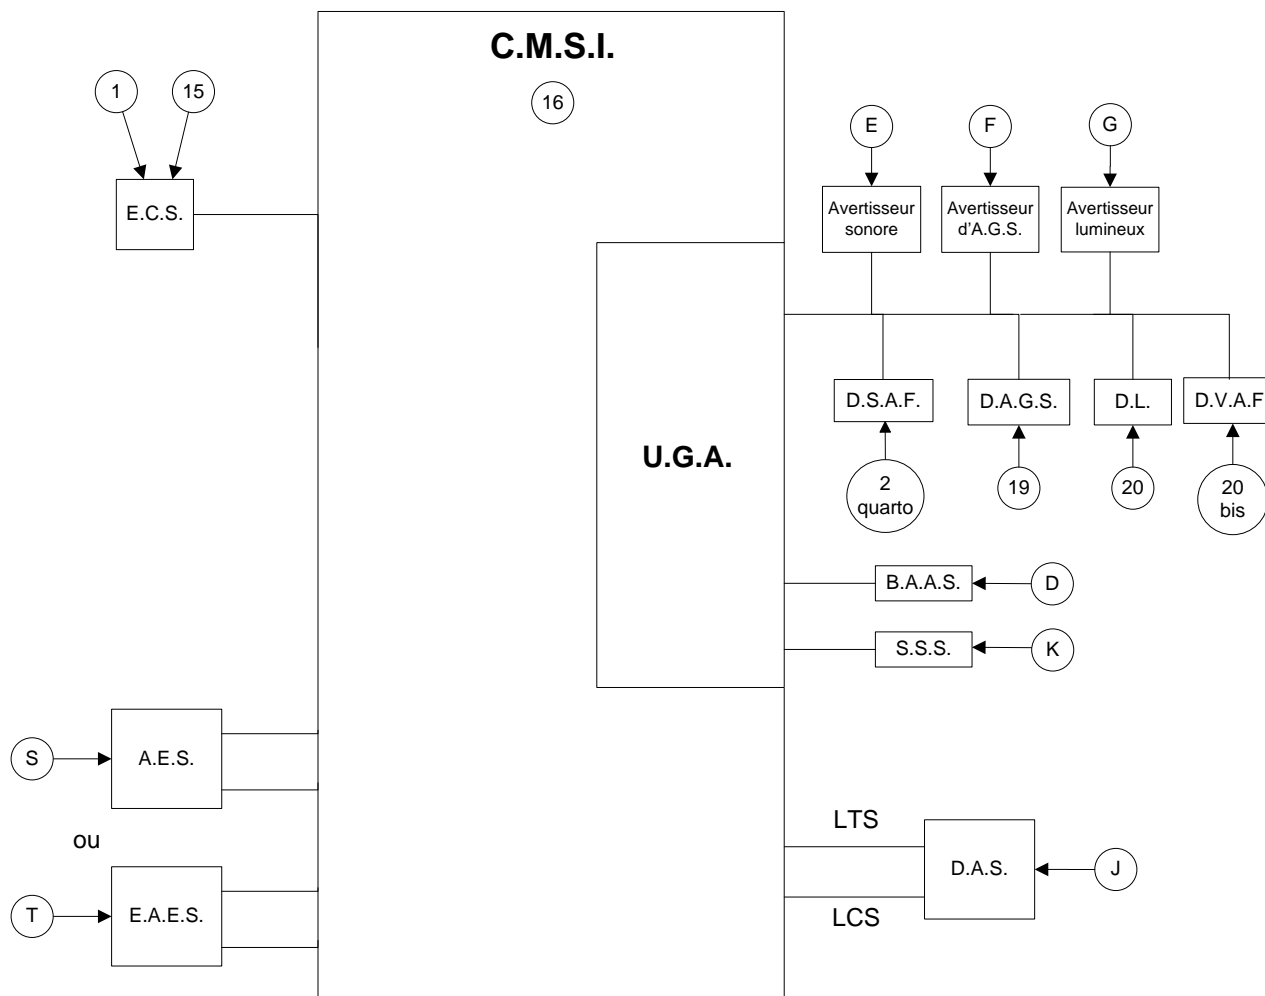 C.M.S.I.
16
1
15
E.C.S.
E
F
G
Avertisseur
sonore
Avertisseur
d'A.G.S.
Avertisseur
lumineux
D.S.A.F.
D.A.G.S.
D.L.
D.V.A.F
2
quarto
19
20
20
bis
U.G.A.
B.A.A.S.
D
S.S.S.
K
S
A.E.S.
ou
T
E.A.E.S.
LTS
D.A.S.
J
LCS